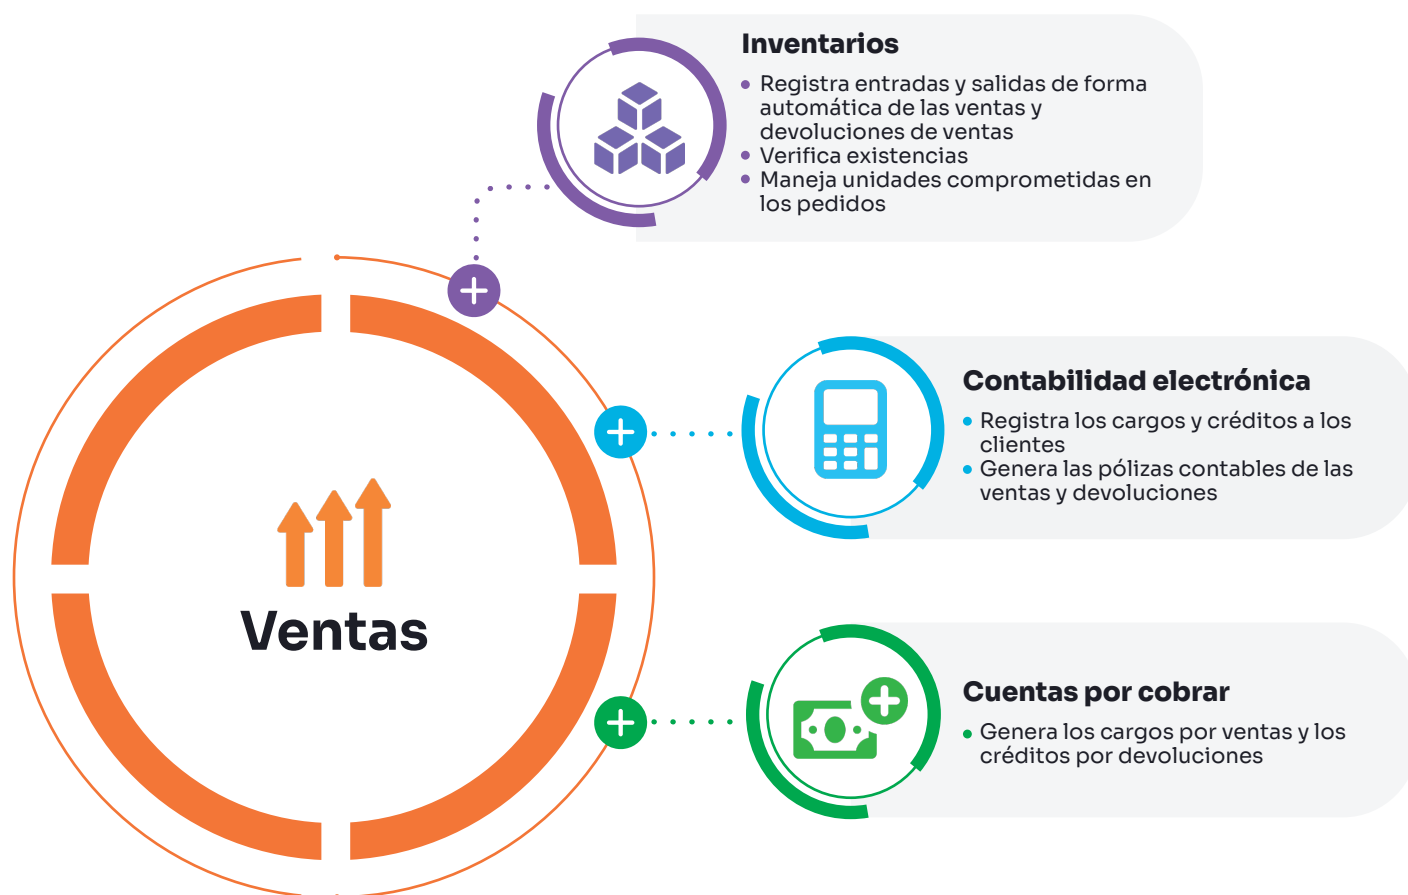 Inventarios
Registra entradas y salidas de forma
automática de las ventas y
devoluciones de ventas
Verifica existencias
Maneja unidades comprometidas en
los pedidos
Contabilidad electrónica
Registra los cargos y créditos a los
clientes
Genera las pólizas contables de las
ventas y devoluciones
Ventas
Cuentas por cobrar
Genera los cargos por ventas y los
créditos por devoluciones